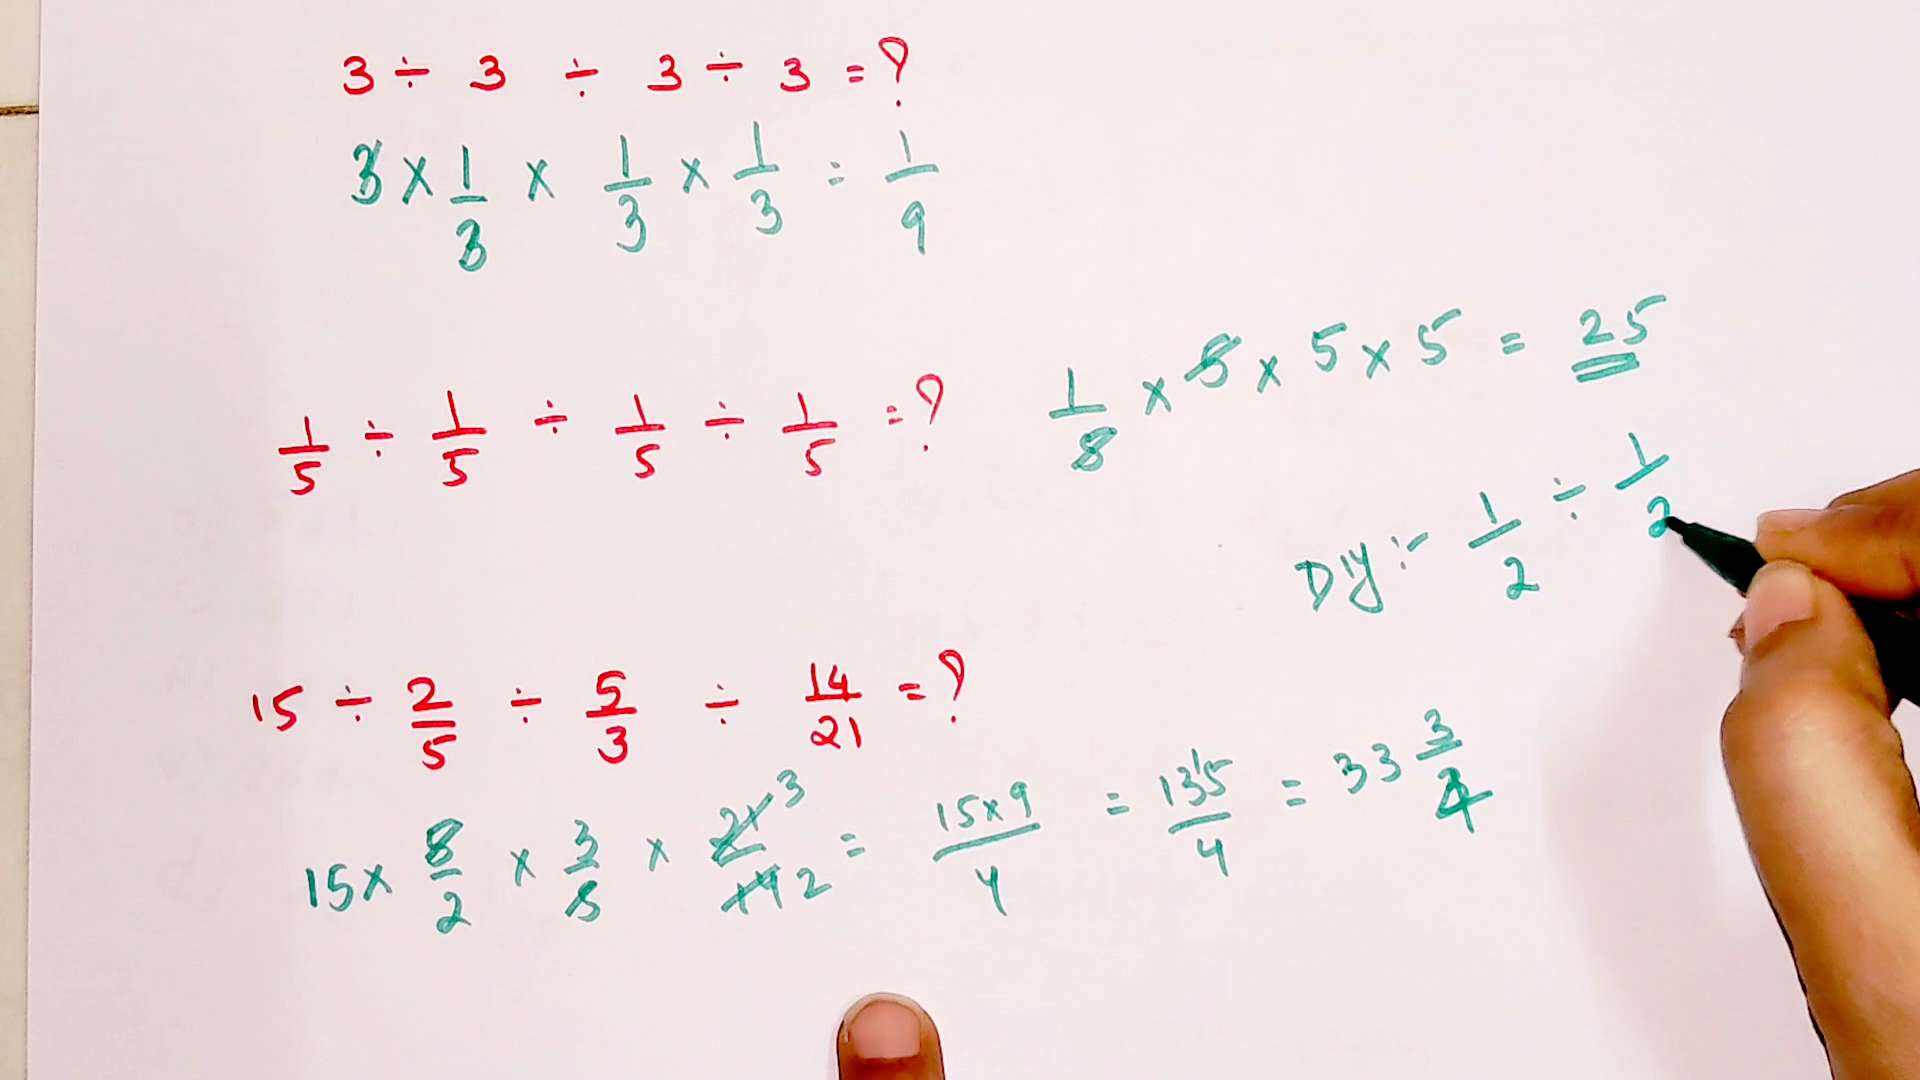 3 ÷ 3 ÷ 3 ÷ 3 = ?
3 × 1/3 × 1/3 × 1/3 = 1/9
1/5 ÷ 1/5 ÷ 1/5 ÷ 1/5 = ?
1/5 × 5 × 5 × 5 = 25
DIY :- 1/2 ÷ 1/2
15 ÷ 2/5 ÷ 5/3 ÷ 14/21 = ?
15 × 5/2 × 3/5 × 21/14 3/2 = 15×9/4 = 135/4 = 33 3/4